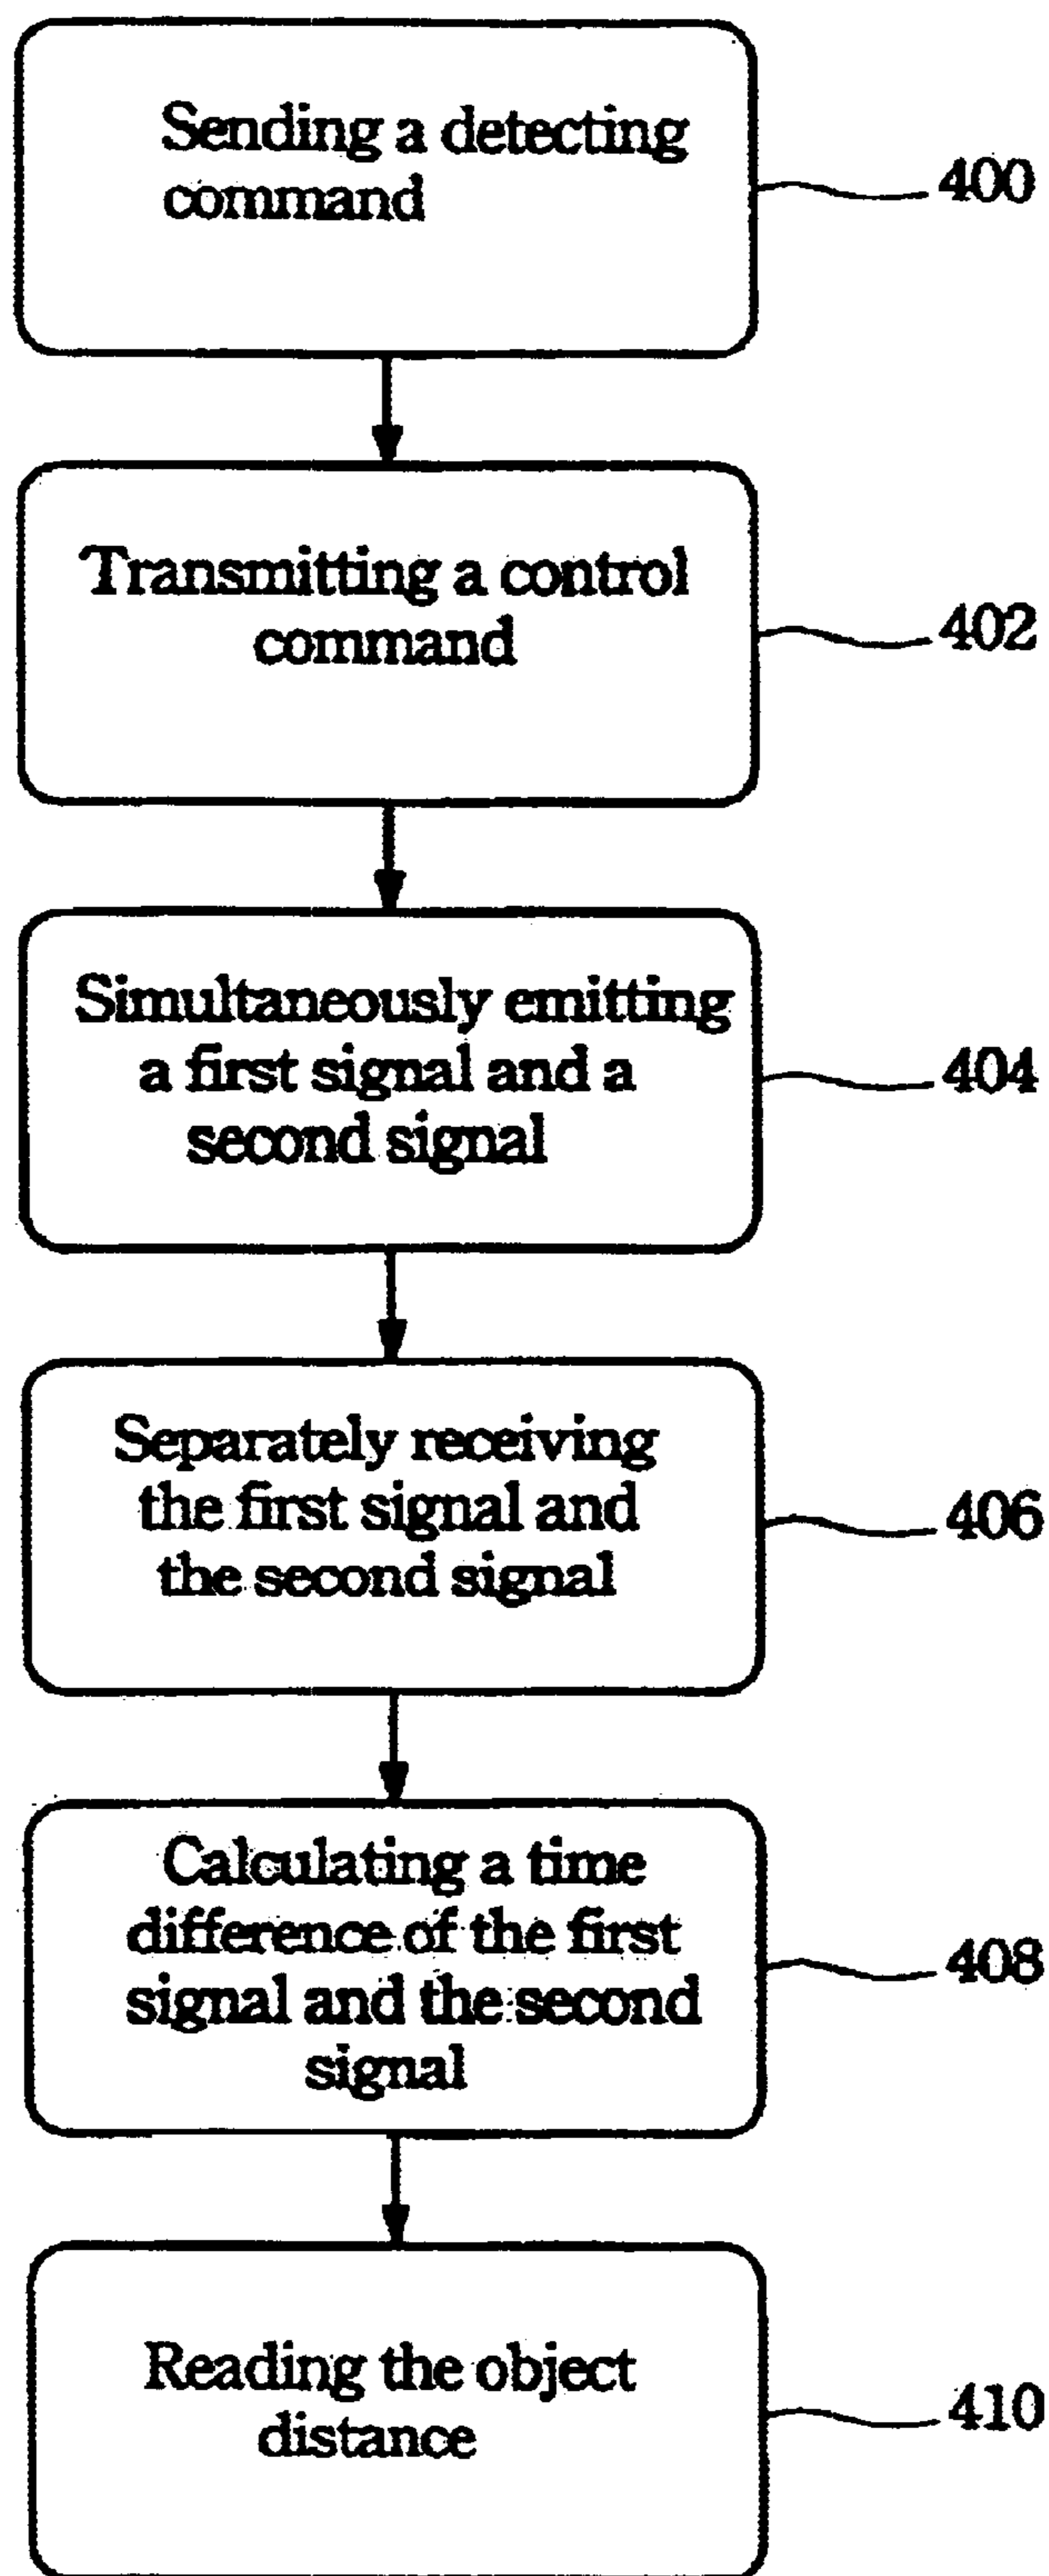 Sending a detecting
command
400
Transmitting a control
command
402
Simultaneously emitting
a first signal and a
second signal
404
Separately receiving
the first signal and
the second signal
406
Calculating a time
difference of the first
signal and the second
signal
408
Reading the object
distance
410